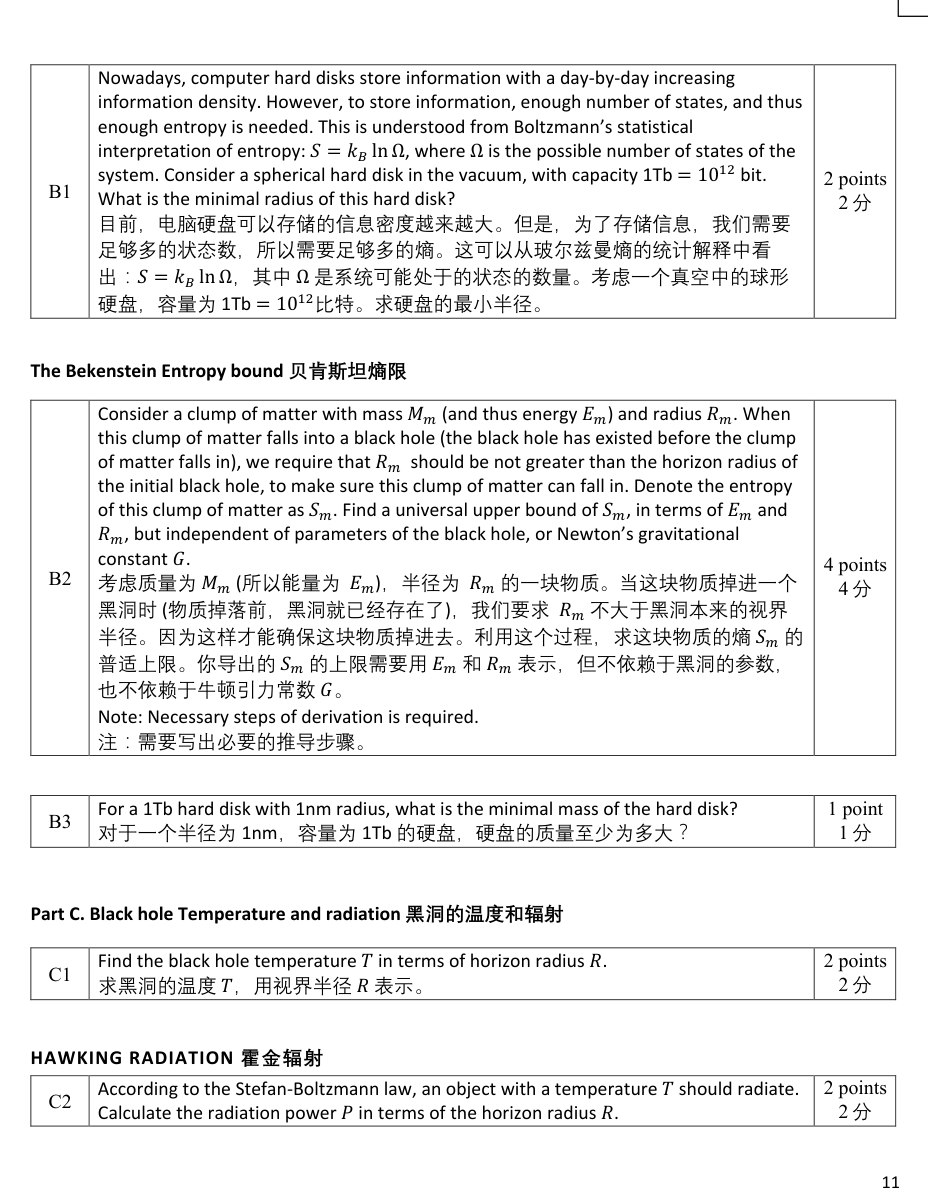 B1
Nowadays, computer hard disks store information with a day-by-day increasing
information density. However, to store information, enough number of states, and thus
enough entropy is needed. This is understood from Boltzmann’s statistical
interpretation of entropy: 𝑆 = 𝑘_𝐵 ln Ω, where Ω is the possible number of states of the
system. Consider a spherical hard disk in the vacuum, with capacity 1Tb = 10^12 bit.
What is the minimal radius of this hard disk?
目前，电脑硬盘可以存储的信息密度越来越大。但是，为了存储信息，我们需要
足够多的状态数，所以需要足够多的熵。这可以从玻尔兹曼熵的统计解释中看
出：𝑆 = 𝑘_𝐵 ln Ω，其中 Ω 是系统可能处于的状态的数量。考虑一个真空中的球形
硬盘，容量为 1Tb = 10^12比特。求硬盘的最小半径。
2 points
2 分
The Bekenstein Entropy bound 贝肯斯坦熵限
B2
Consider a clump of matter with mass 𝑀_𝑚 (and thus energy 𝐸_𝑚) and radius 𝑅_𝑚. When
this clump of matter falls into a black hole (the black hole has existed before the clump
of matter falls in), we require that 𝑅_𝑚 should be not greater than the horizon radius of
the initial black hole, to make sure this clump of matter can fall in. Denote the entropy
of this clump of matter as 𝑆_𝑚. Find a universal upper bound of 𝑆_𝑚, in terms of 𝐸_𝑚 and
𝑅_𝑚, but independent of parameters of the black hole, or Newton’s gravitational
constant 𝐺.
考虑质量为 𝑀_𝑚 (所以能量为 𝐸_𝑚)，半径为 𝑅_𝑚 的一块物质。当这块物质掉进一个
黑洞时 (物质掉落前，黑洞就已经存在了)，我们要求 𝑅_𝑚 不大于黑洞本来的视界
半径。因为这样才能确保这块物质掉进去。利用这个过程，求这块物质的熵 𝑆_𝑚 的
普适上限。你导出的 𝑆_𝑚 的上限需要用 𝐸_𝑚 和 𝑅_𝑚 表示，但不依赖于黑洞的参数，
也不依赖于牛顿引力常数 𝐺。
Note: Necessary steps of derivation is required.
注：需要写出必要的推导步骤。
4 points
4 分
B3
For a 1Tb hard disk with 1nm radius, what is the minimal mass of the hard disk?
对于一个半径为 1nm，容量为 1Tb 的硬盘，硬盘的质量至少为多大？
1 point
1 分
Part C. Black hole Temperature and radiation 黑洞的温度和辐射
C1
Find the black hole temperature 𝑇 in terms of horizon radius 𝑅.
求黑洞的温度 𝑇，用视界半径 𝑅 表示。
2 points
2 分
HAWKING RADIATION 霍金辐射
C2
According to the Stefan-Boltzmann law, an object with a temperature 𝑇 should radiate.
Calculate the radiation power 𝑃 in terms of the horizon radius 𝑅.
2 points
2 分
11